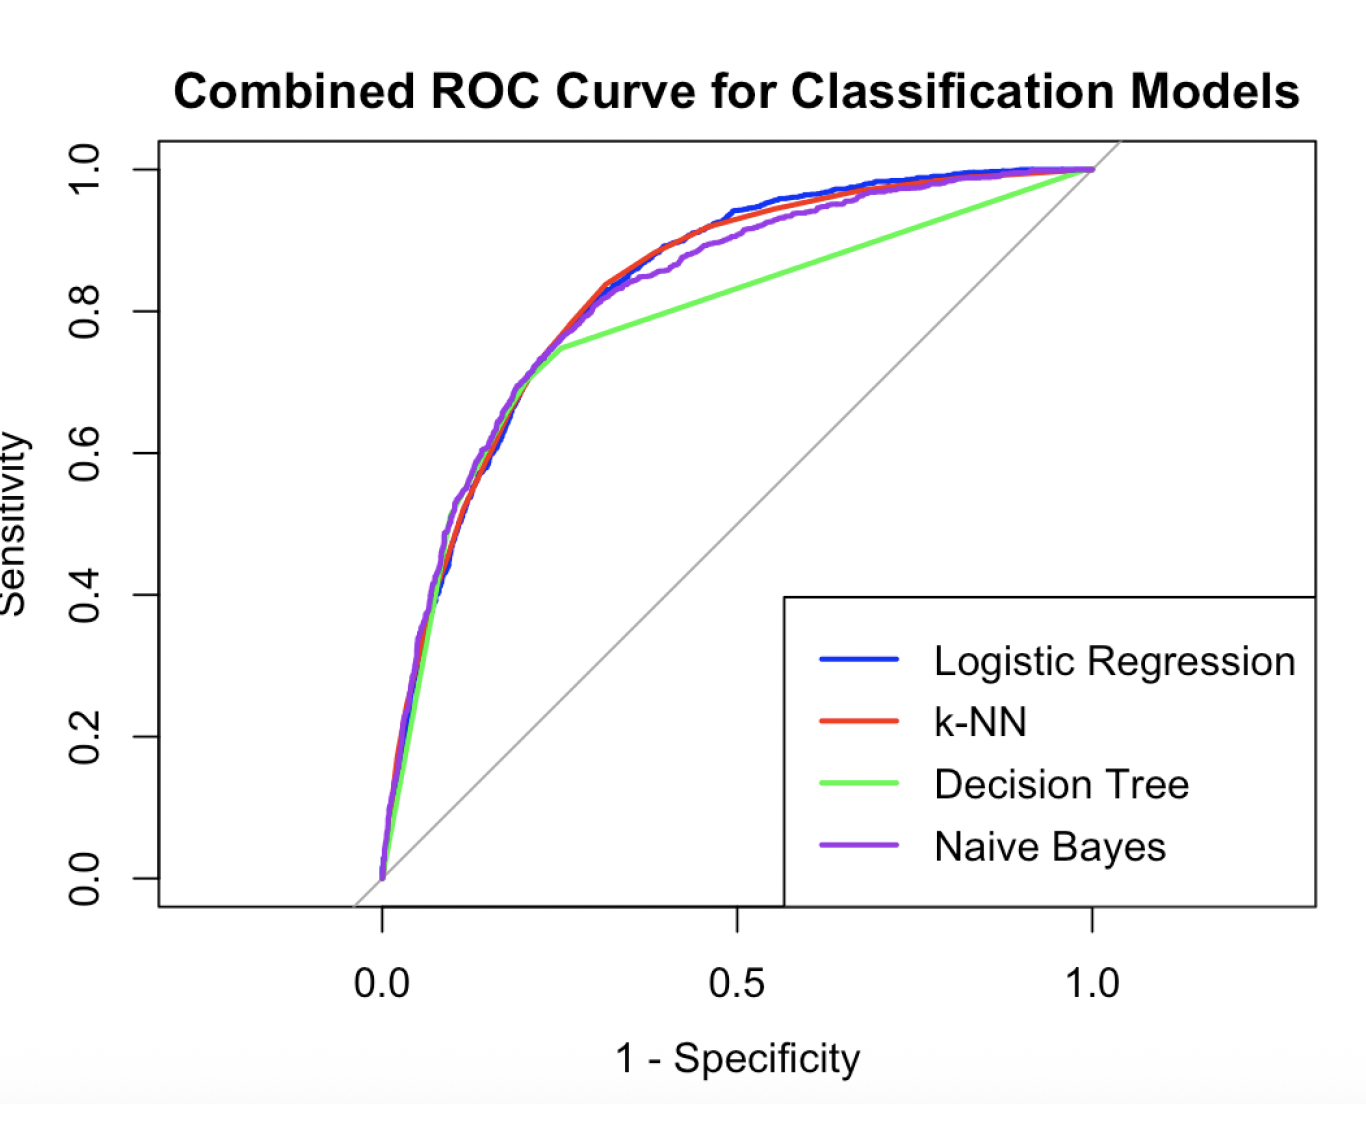 Combined ROC Curve for Classification Models
1.0
0.8
0.6
0.4
0.2
0.0
Sensitivity
0.0 0.5 1.0
1 - Specificity
Logistic Regression
k-NN
Decision Tree
Naive Bayes